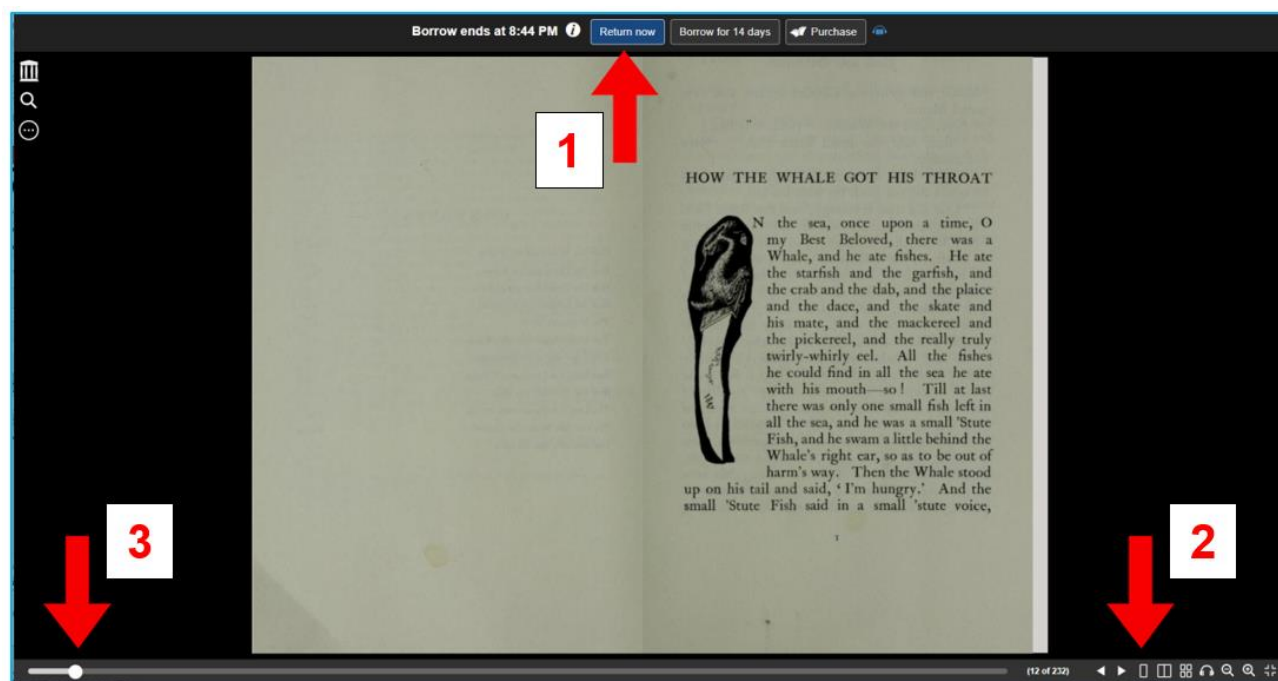 Borrow ends at 8:44 PM i Return now Borrow for 14 days Purchase
1
HOW THE WHALE GOT HIS THROAT
N the sea, once upon a time, O
my Best Beloved, there was a
Whale, and he ate fishes. He ate
the starfish and the garfish, and
the crab and the dab, and the plaice
and the dace, and the skate and
his mate, and the mackereel and
the pickereel, and the really truly
twirly-whirly eel. All the fishes
he could find in all the sea he ate
with his mouth—so! Till at last
there was only one small fish left in
all the sea, and he was a small 'Stute
Fish, and he swam a little behind the
Whale's right ear, so as to be out of
harm's way. Then the Whale stood
up on his tail and said, 'I'm hungry.' And the
small 'Stute Fish said in a small 'stute voice,
1
3
2
(12 of 232)